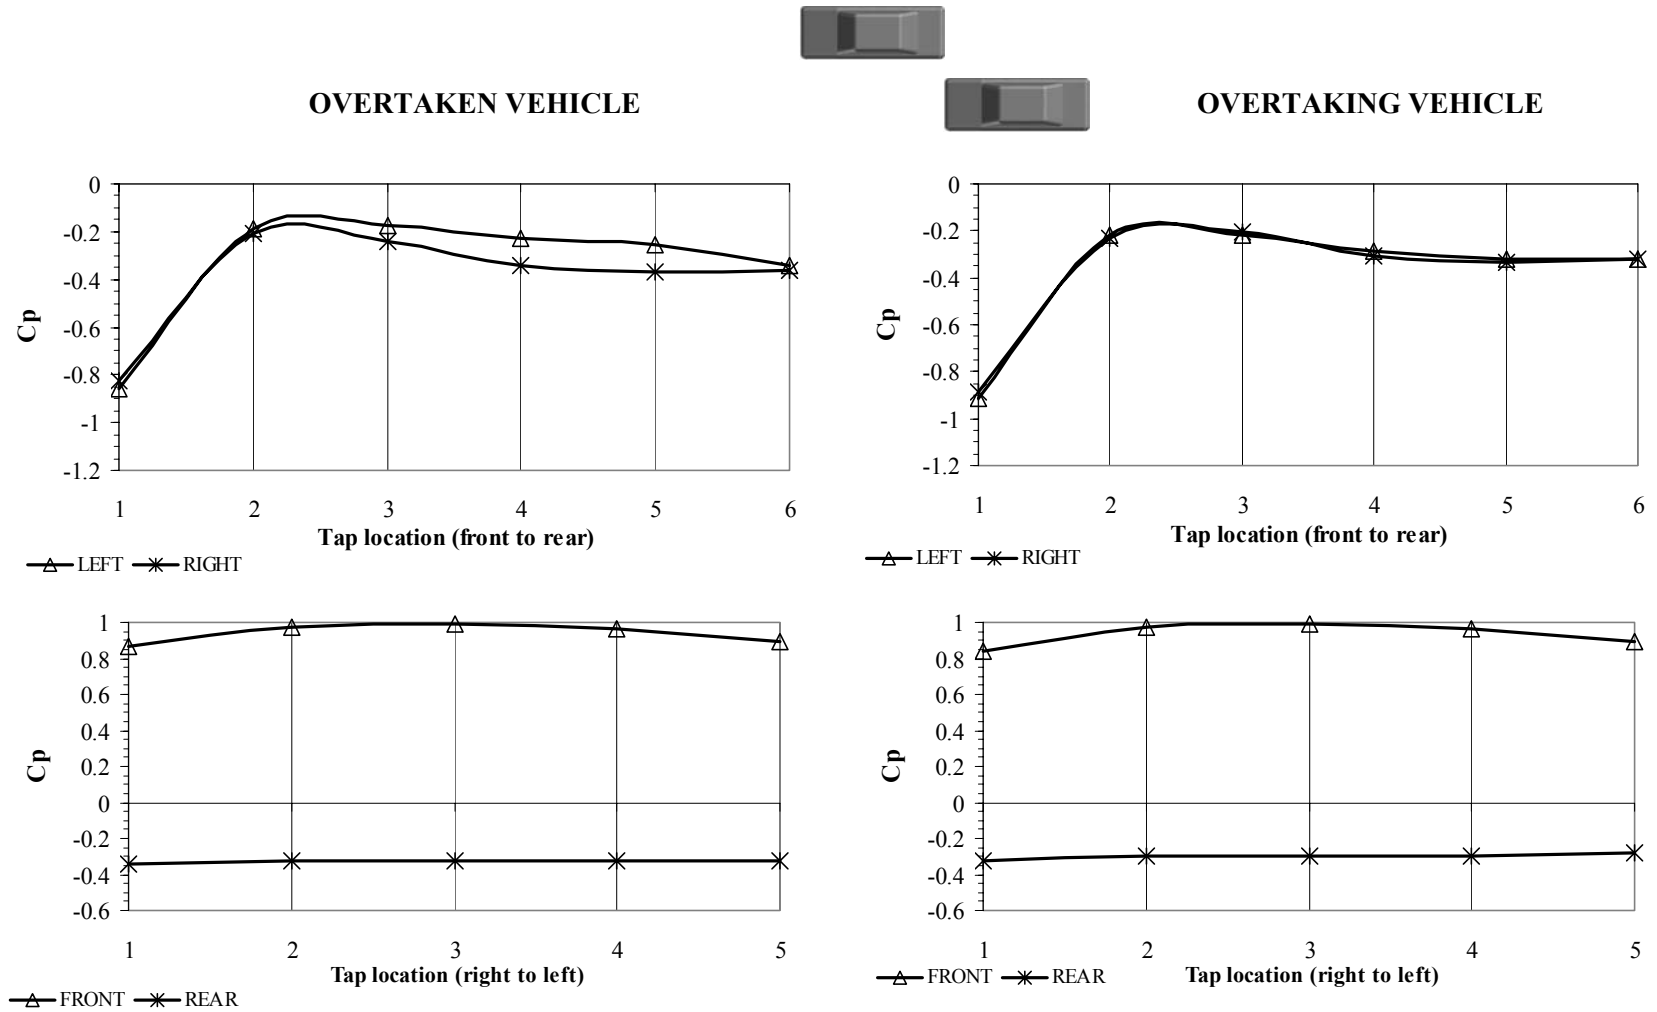 OVERTAKEN VEHICLE
OVERTAKING VEHICLE
0
-0.2
-0.4
-0.6
-0.8
-1
-1.2
Cp
1 2 3 4 5 6
Tap location (front to rear)
LEFT RIGHT
0
-0.2
-0.4
-0.6
-0.8
-1
-1.2
Cp
1 2 3 4 5 6
Tap location (front to rear)
LEFT RIGHT
1
0.8
0.6
0.4
0.2
0
-0.2
-0.4
-0.6
Cp
1 2 3 4 5
Tap location (right to left)
FRONT REAR
1
0.8
0.6
0.4
0.2
0
-0.2
-0.4
-0.6
Cp
1 2 3 4 5
Tap location (right to left)
FRONT REAR